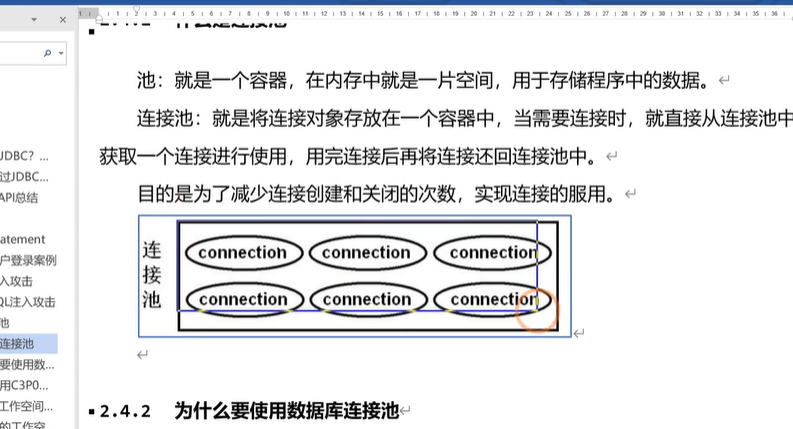 池：就是一个容器，在内存中就是一片空间，用于存储程序中的数据。
连接池：就是将连接对象存放在一个容器中，当需要连接时，就直接从连接池中
获取一个连接进行使用，用完连接后再将连接还回连接池中。
目的是为了减少连接创建和关闭的次数，实现连接的服用。
连接池
connection connection connection
connection connection connection
2.4.2 为什么要使用数据库连接池
JDBC？...
过JDBC...
API总结
atement
户登录案例
入攻击
QL注入攻击
池
连接池
要使用数...
用C3P0...
工作空间...
的工作空